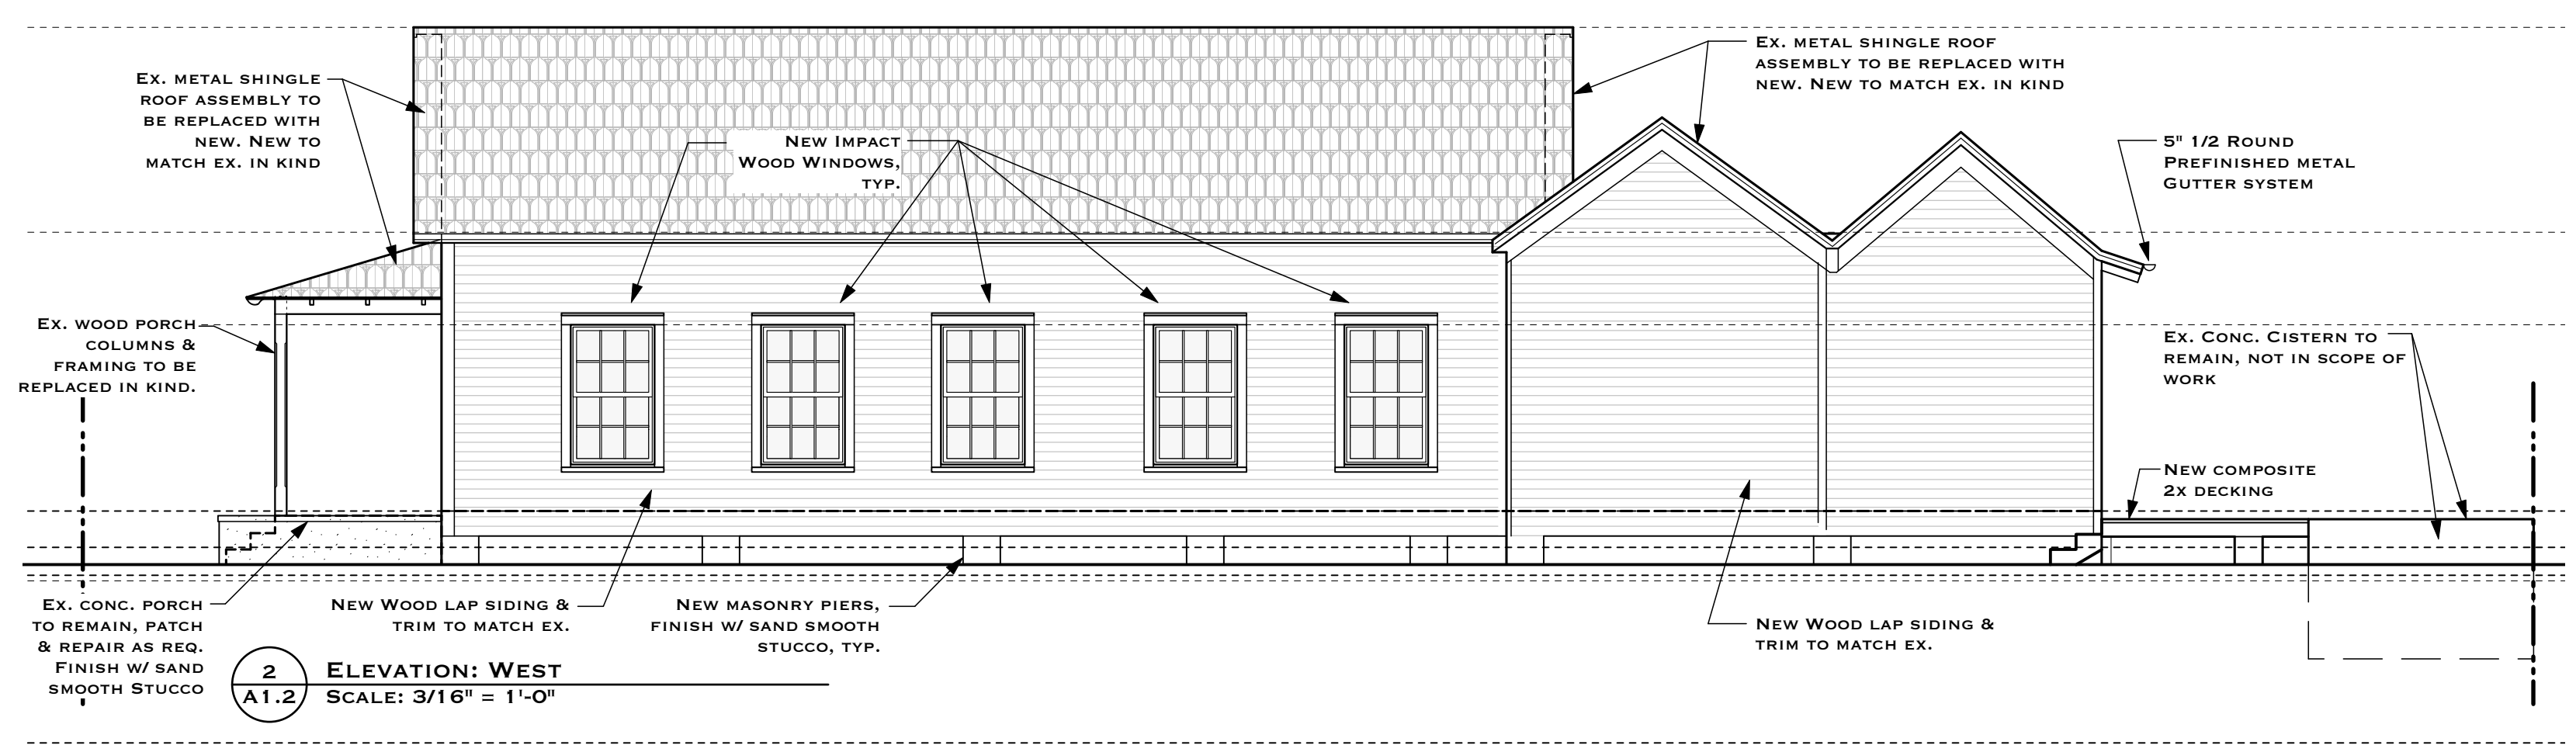 Ex. metal shingle
roof assembly to
be replaced with
new. New to
match ex. in kind
New Impact
Wood Windows,
typ.
Ex. metal shingle roof
assembly to be replaced with
new. New to match ex. in kind
5" 1/2 Round
Prefinished metal
Gutter system
Ex. wood porch
columns &
framing to be
replaced in kind.
Ex. Conc. Cistern to
remain, not in scope of
work
New composite
2x decking
Ex. conc. porch
to remain, patch
& repair as req.
Finish w/ sand
smooth Stucco
New Wood lap siding &
trim to match ex.
New masonry piers,
finish w/ sand smooth
stucco, typ.
New Wood lap siding &
trim to match ex.
2
A1.2
Elevation: West
Scale: 3/16" = 1'-0"